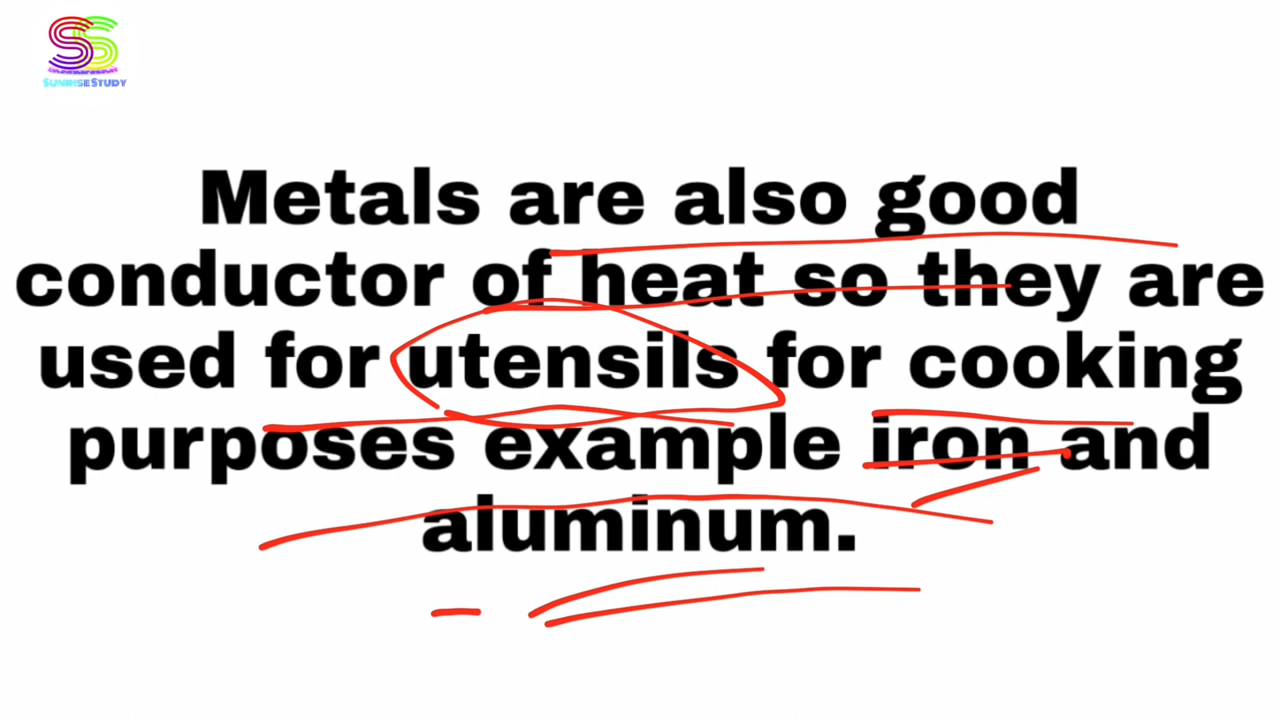 SS
SUNRISESTUDY
Metals are also good
conductor of heat so they are
used for utensils for cooking
purposes example iron and
aluminum.